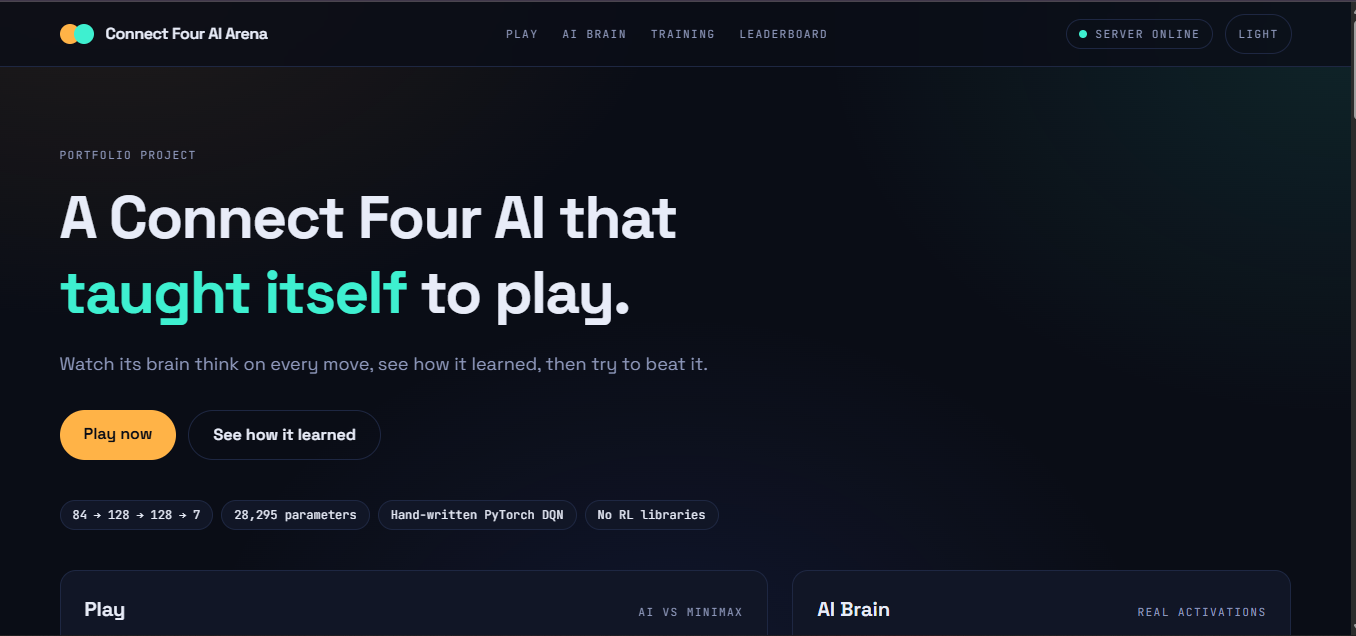 Connect Four AI Arena
PLAY
AI BRAIN
TRAINING
LEADERBOARD
SERVER ONLINE
LIGHT
PORTFOLIO PROJECT
A Connect Four AI that
taught itself to play.
Watch its brain think on every move, see how it learned, then try to beat it.
Play now
See how it learned
84 → 128 → 128 → 7
28,295 parameters
Hand-written PyTorch DQN
No RL libraries
Play
AI VS MINIMAX
AI Brain
REAL ACTIVATIONS